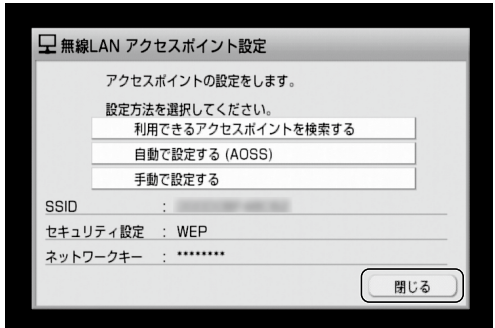 無線LAN アクセスポイント設定
アクセスポイントの設定をします。
設定方法を選択してください。
利用できるアクセスポイントを検索する
自動で設定する (AOSS)
手動で設定する
SSID :
セキュリティ設定 : WEP
ネットワークキー : ********
閉じる